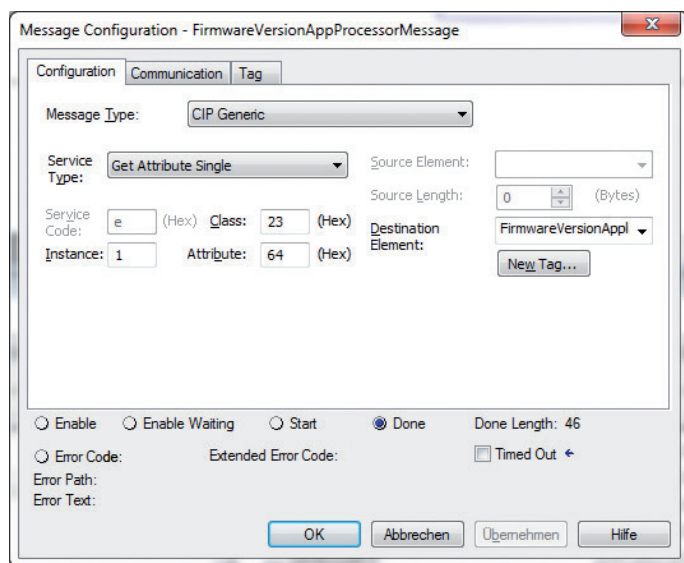 Message Configuration - FirmwareVersionAppProcessorMessage
Configuration Communication Tag
Message Type: CIP Generic
Service Type: Get Attribute Single
Source Element:
Source Length: 0 (Bytes)
Service Code: e (Hex) Class: 23 (Hex)
Destination Element: FirmwareVersionAppl
Instance: 1 Attribute: 64 (Hex)
New Tag...
Enable Enable Waiting Start Done Done Length: 46
Error Code: Extended Error Code: Timed Out
Error Path:
Error Text:
OK Abbrechen Übernehmen Hilfe